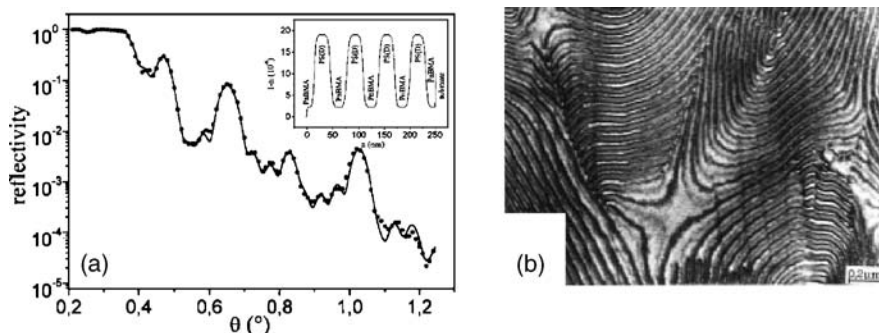 (a)
reflectivity
10⁰
10⁻¹
10⁻²
10⁻³
10⁻⁴
10⁻⁵
0,2 0,4 0,6 0,8 1,0 1,2
θ (°)
20
15
10
5
0
0 50 100 150 200 250
z (nm)
PnBMA PS(D) PnBMA PS(D) PnBMA PS(D) PnBMA PS(D) PnBMA
(b)
0.2µm